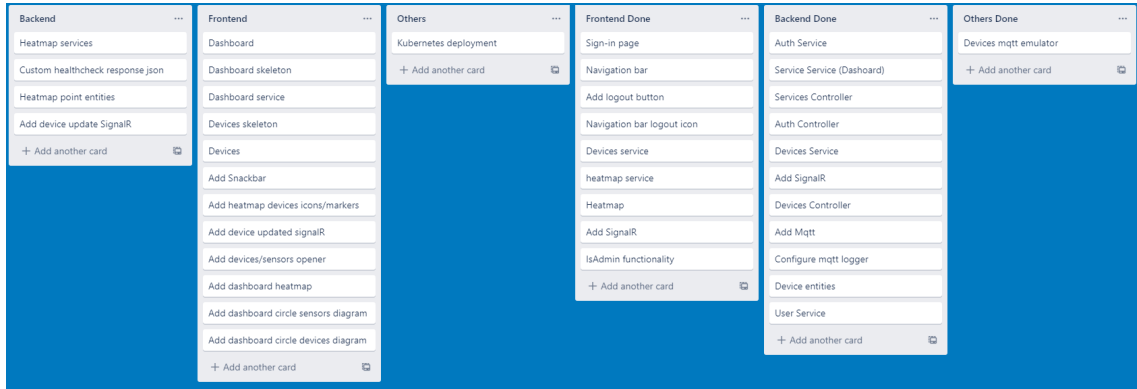 Backend
Heatmap services
Custom healthcheck response json
Heatmap point entities
Add device update SignalR
+ Add another card
Frontend
Dashboard
Dashboard skeleton
Dashboard service
Devices skeleton
Devices
Add Snackbar
Add heatmap devices icons/markers
Add device updated signalR
Add devices/sensors opener
Add dashboard heatmap
Add dashboard circle sensors diagram
Add dashboard circle devices diagram
+ Add another card
Others
Kubernetes deployment
+ Add another card
Frontend Done
Sign-in page
Navigation bar
Add logout button
Navigation bar logout icon
Devices service
heatmap service
Heatmap
Add SignalR
IsAdmin functionality
+ Add another card
Backend Done
Auth Service
Service Service (Dashoard)
Services Controller
Auth Controller
Devices Service
Add SignalR
Devices Controller
Add Mqtt
Configure mqtt logger
Device entities
User Service
+ Add another card
Others Done
Devices mqtt emulator
+ Add another card